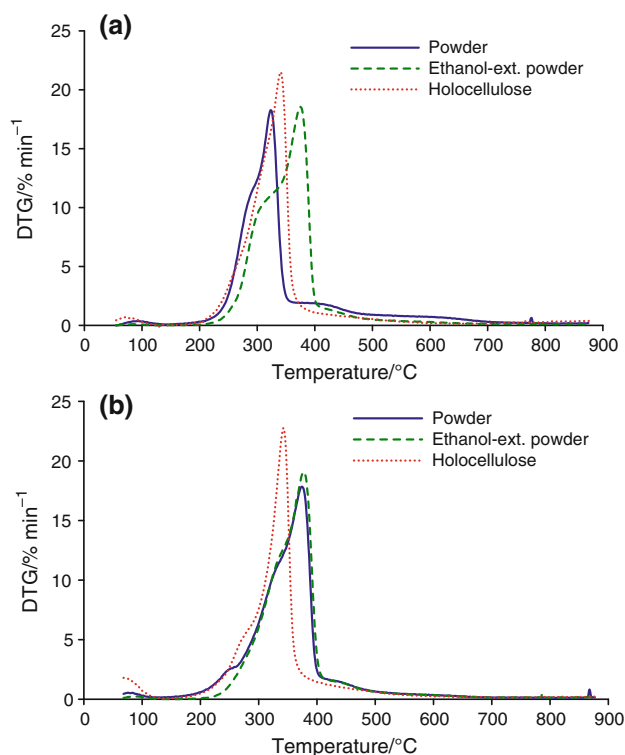 (a)
25
20
15
10
5
0
DTG/% min⁻¹
Powder
Ethanol-ext. powder
Holocellulose
0 100 200 300 400 500 600 700 800 900
Temperature/°C
(b)
25
20
15
10
5
0
DTG/% min⁻¹
Powder
Ethanol-ext. powder
Holocellulose
0 100 200 300 400 500 600 700 800 900
Temperature/°C